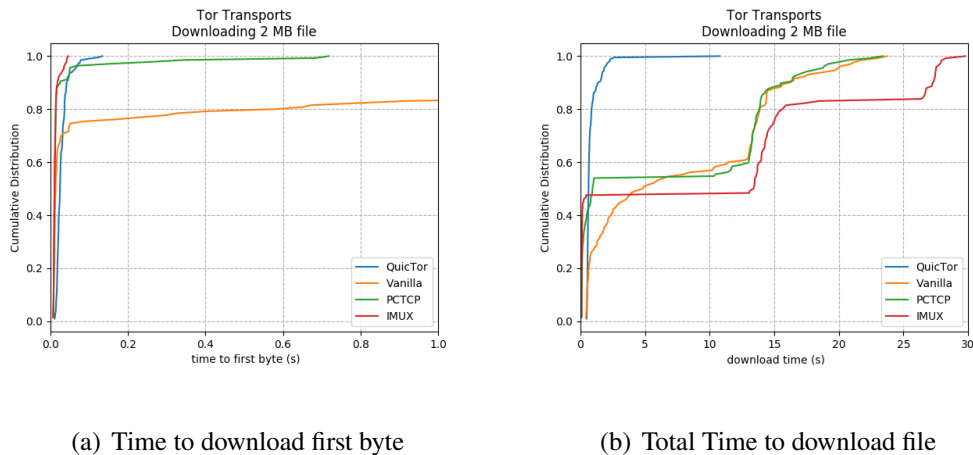 Tor Transports
Downloading 2 MB file
1.0
0.8
0.6
0.4
0.2
0.0
Cumulative Distribution
QuicTor
Vanilla
PCTCP
IMUX
0.0 0.2 0.4 0.6 0.8 1.0
time to first byte (s)
(a) Time to download first byte
Tor Transports
Downloading 2 MB file
1.0
0.8
0.6
0.4
0.2
0.0
Cumulative Distribution
QuicTor
Vanilla
PCTCP
IMUX
0 5 10 15 20 25 30
download time (s)
(b) Total Time to download file